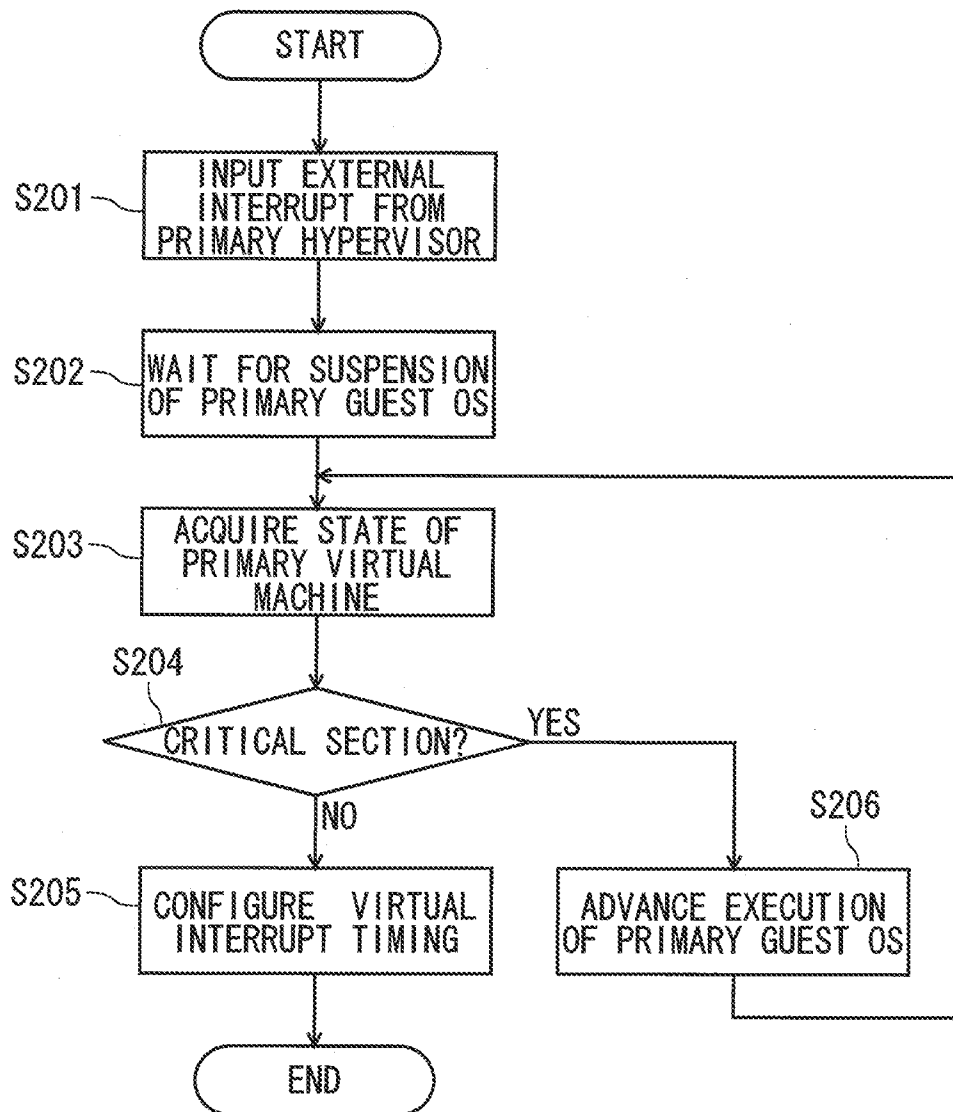 START
S201
INPUT EXTERNAL
INTERRUPT FROM
PRIMARY HYPERVISOR
S202
WAIT FOR SUSPENSION
OF PRIMARY GUEST OS
S203
ACQUIRE STATE OF
PRIMARY VIRTUAL
MACHINE
S204
CRITICAL SECTION?
YES
NO
S205
CONFIGURE VIRTUAL
INTERRUPT TIMING
S206
ADVANCE EXECUTION
OF PRIMARY GUEST OS
END